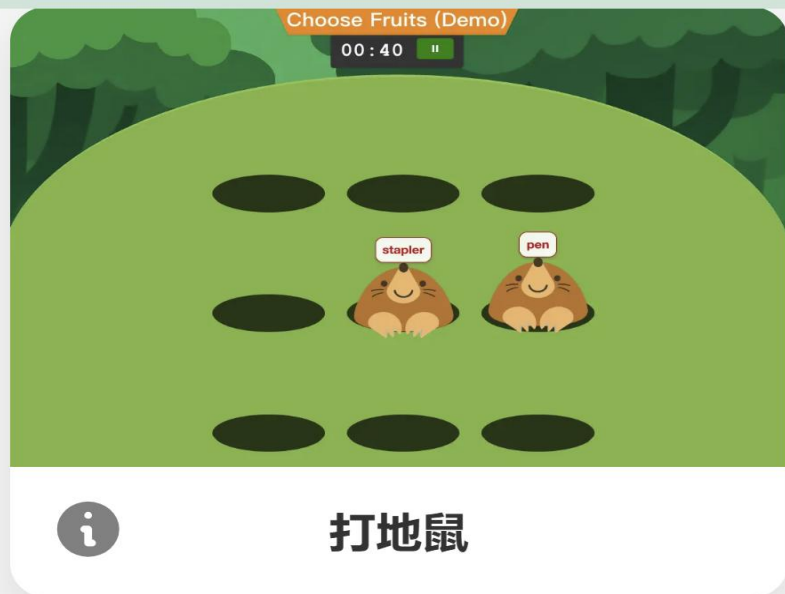 Choose Fruits (Demo)
00:40
stapler
pen
打地鼠